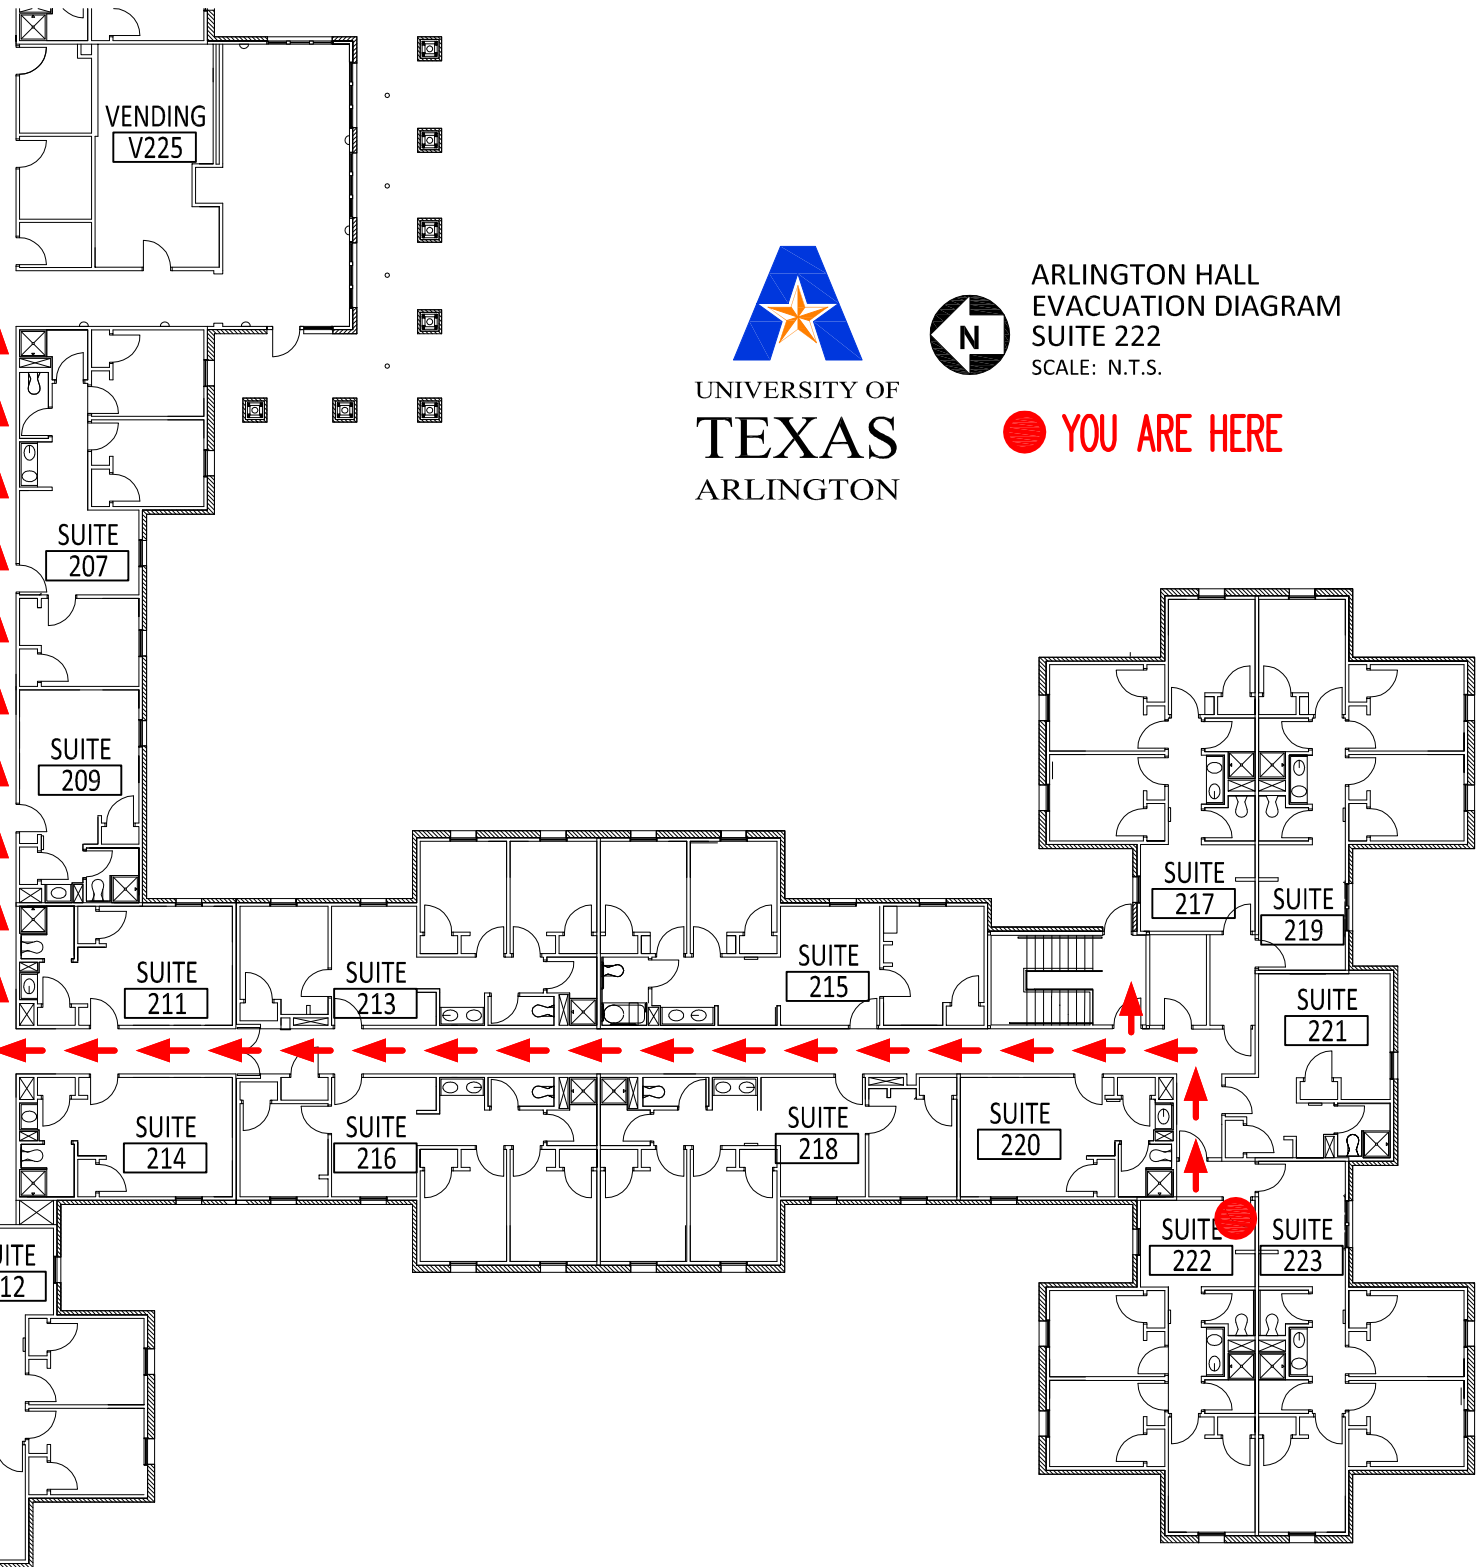 VENDING
V225
N
ARLINGTON HALL
EVACUATION DIAGRAM
SUITE 222
SCALE: N.T.S.
UNIVERSITY OF
TEXAS
ARLINGTON
YOU ARE HERE
SUITE
207
SUITE
209
SUITE
211
SUITE
213
SUITE
215
SUITE
217
SUITE
219
SUITE
221
SUITE
214
SUITE
216
SUITE
218
SUITE
220
SUITE
222
SUITE
223
UITE
12